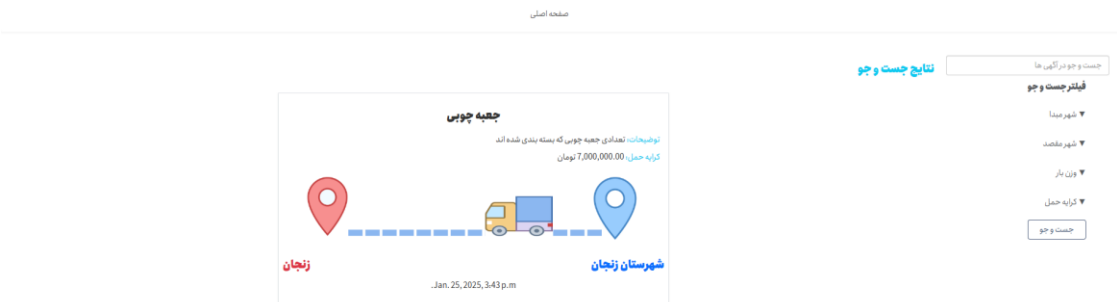 صفحه اصلی
جست و جو در آگهی ها
نتایج جست و جو
فیلتر جست و جو
▼ شهر مبدا
▼ شهر مقصد
▼ وزن بار
▼ کرایه حمل
جست و جو
جعبه چوبی
توضیحات: تعدادی جعبه چوبی که بسته بندی شده اند
کرایه حمل: 7,000,000.00 تومان
شهرستان زنجان
زنجان
Jan. 25, 2025, 3:43 p.m.